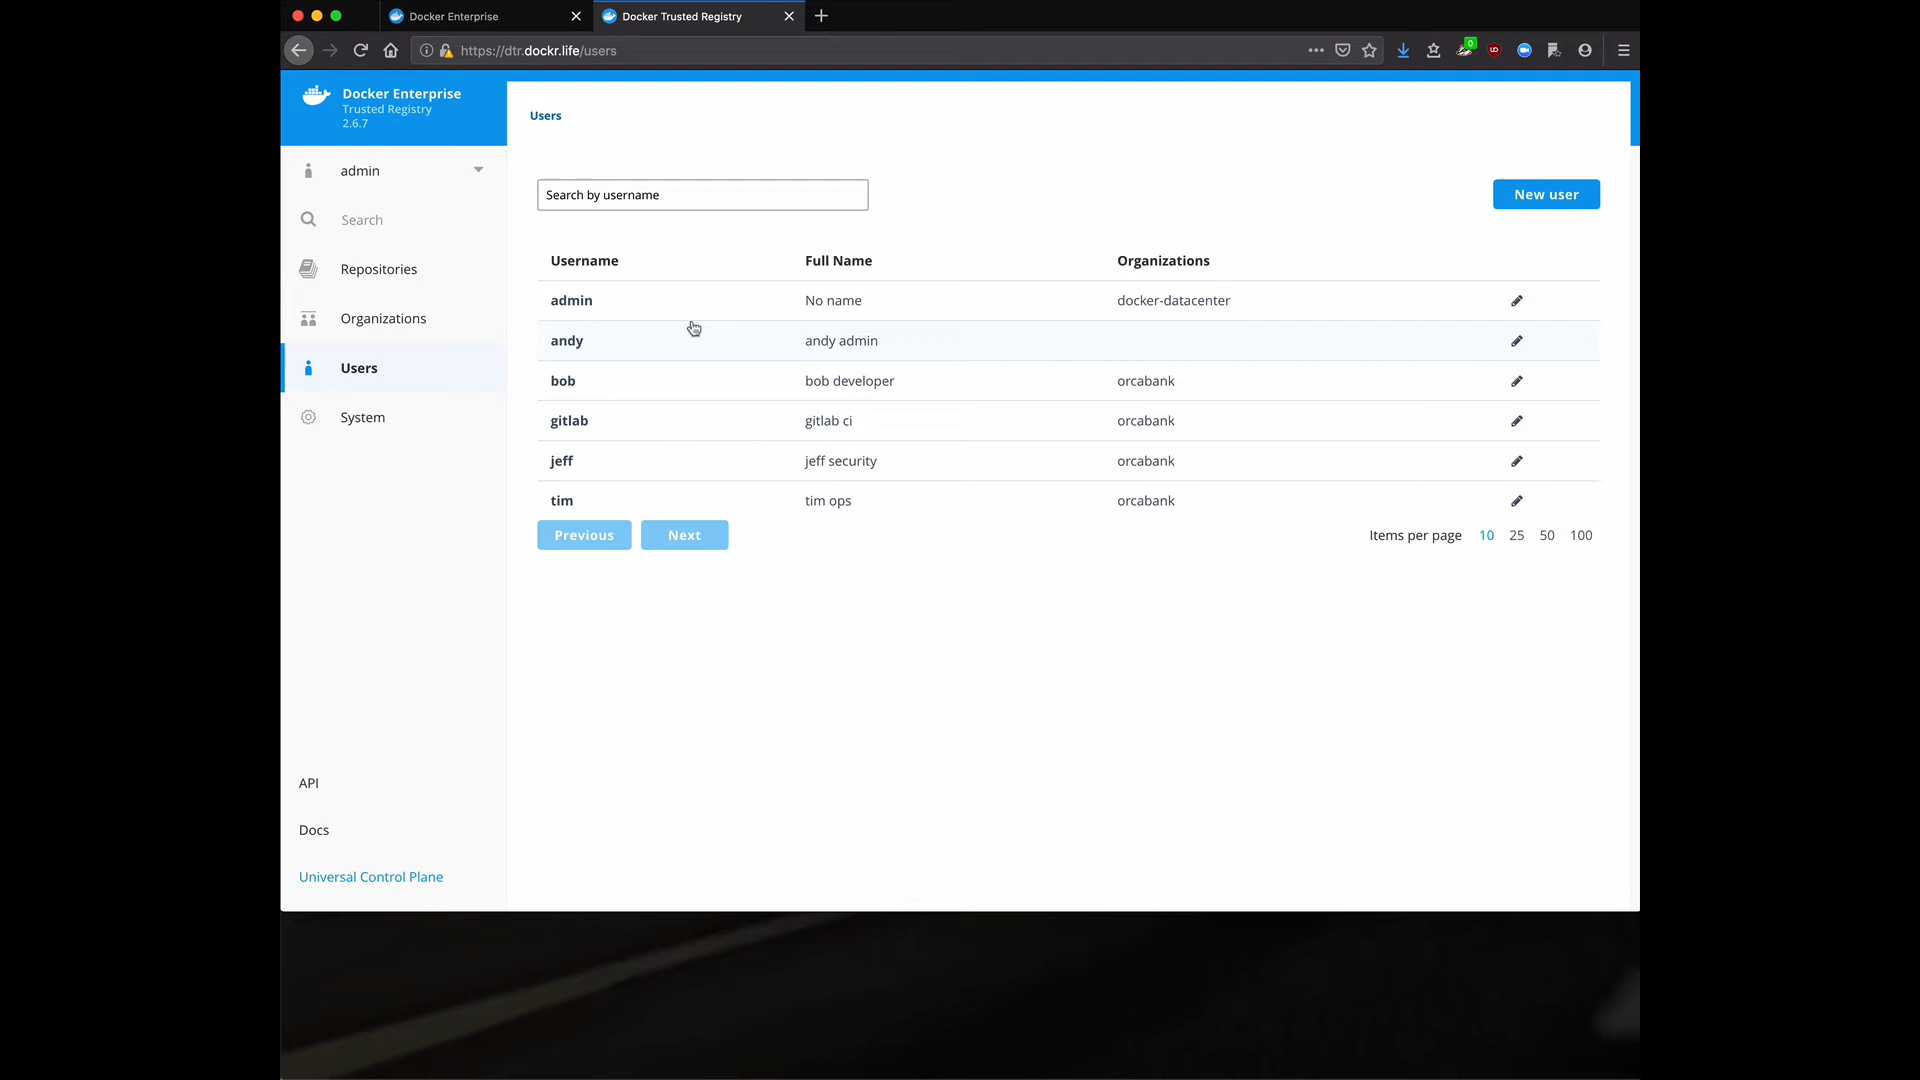 Docker Enterprise
Docker Trusted Registry
https://dtr.dockr.life/users
0
Docker Enterprise
Trusted Registry
2.6.7
admin
Search
Repositories
Organizations
Users
System
API
Docs
Universal Control Plane
Users
Search by username
New user
Username Full Name Organizations
admin No name docker-datacenter
andy andy admin
bob bob developer orcabank
gitlab gitlab ci orcabank
jeff jeff security orcabank
tim tim ops orcabank
Previous Next Items per page 10 25 50 100